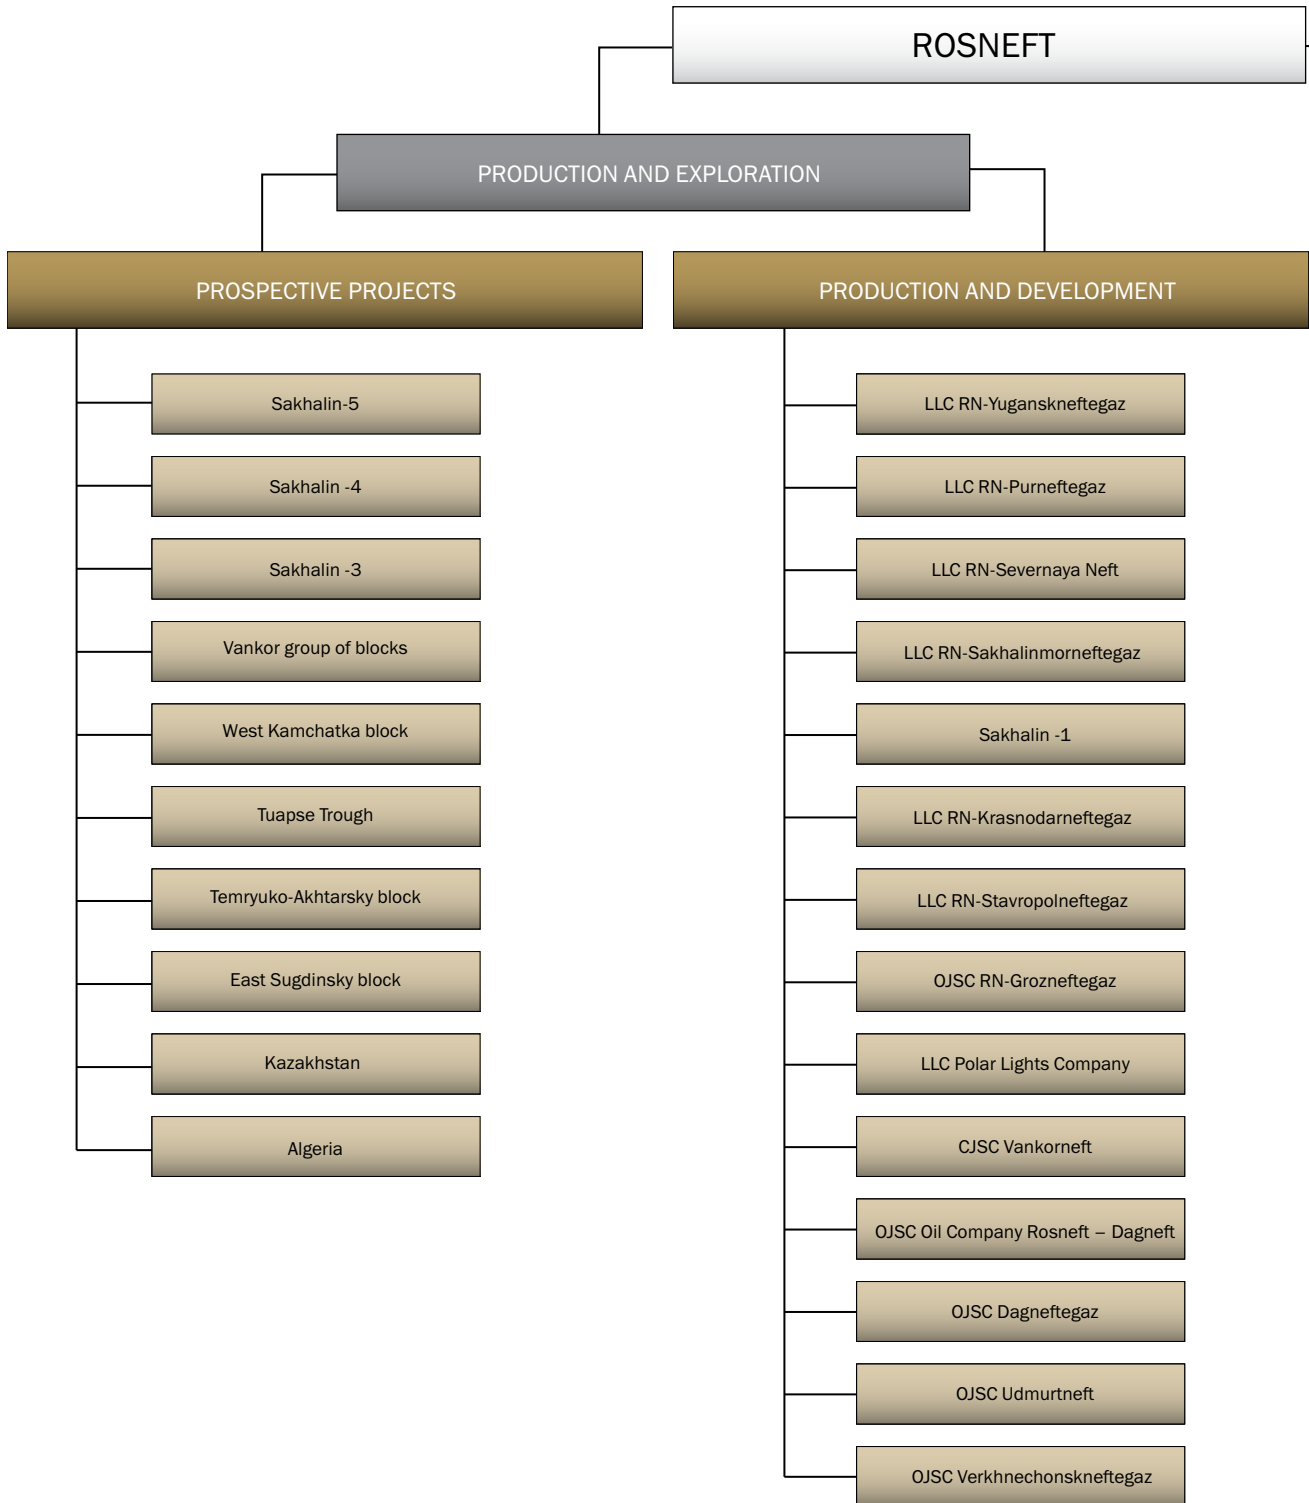 ROSNEFT
PRODUCTION AND EXPLORATION
PROSPECTIVE PROJECTS
Sakhalin-5
Sakhalin -4
Sakhalin -3
Vankor group of blocks
West Kamchatka block
Tuapse Trough
Temryuko-Akhtarsky block
East Sugdinsky block
Kazakhstan
Algeria
PRODUCTION AND DEVELOPMENT
LLC RN-Yuganskneftegaz
LLC RN-Purneftegaz
LLC RN-Severnaya Neft
LLC RN-Sakhalinmorneftegaz
Sakhalin -1
LLC RN-Krasnodarneftegaz
LLC RN-Stavropolneftegaz
OJSC RN-Grozneftegaz
LLC Polar Lights Company
CJSC Vankorneft
OJSC Oil Company Rosneft – Dagneft
OJSC Dagneftegaz
OJSC Udmurtneft
OJSC Verkhnechonskneftegaz